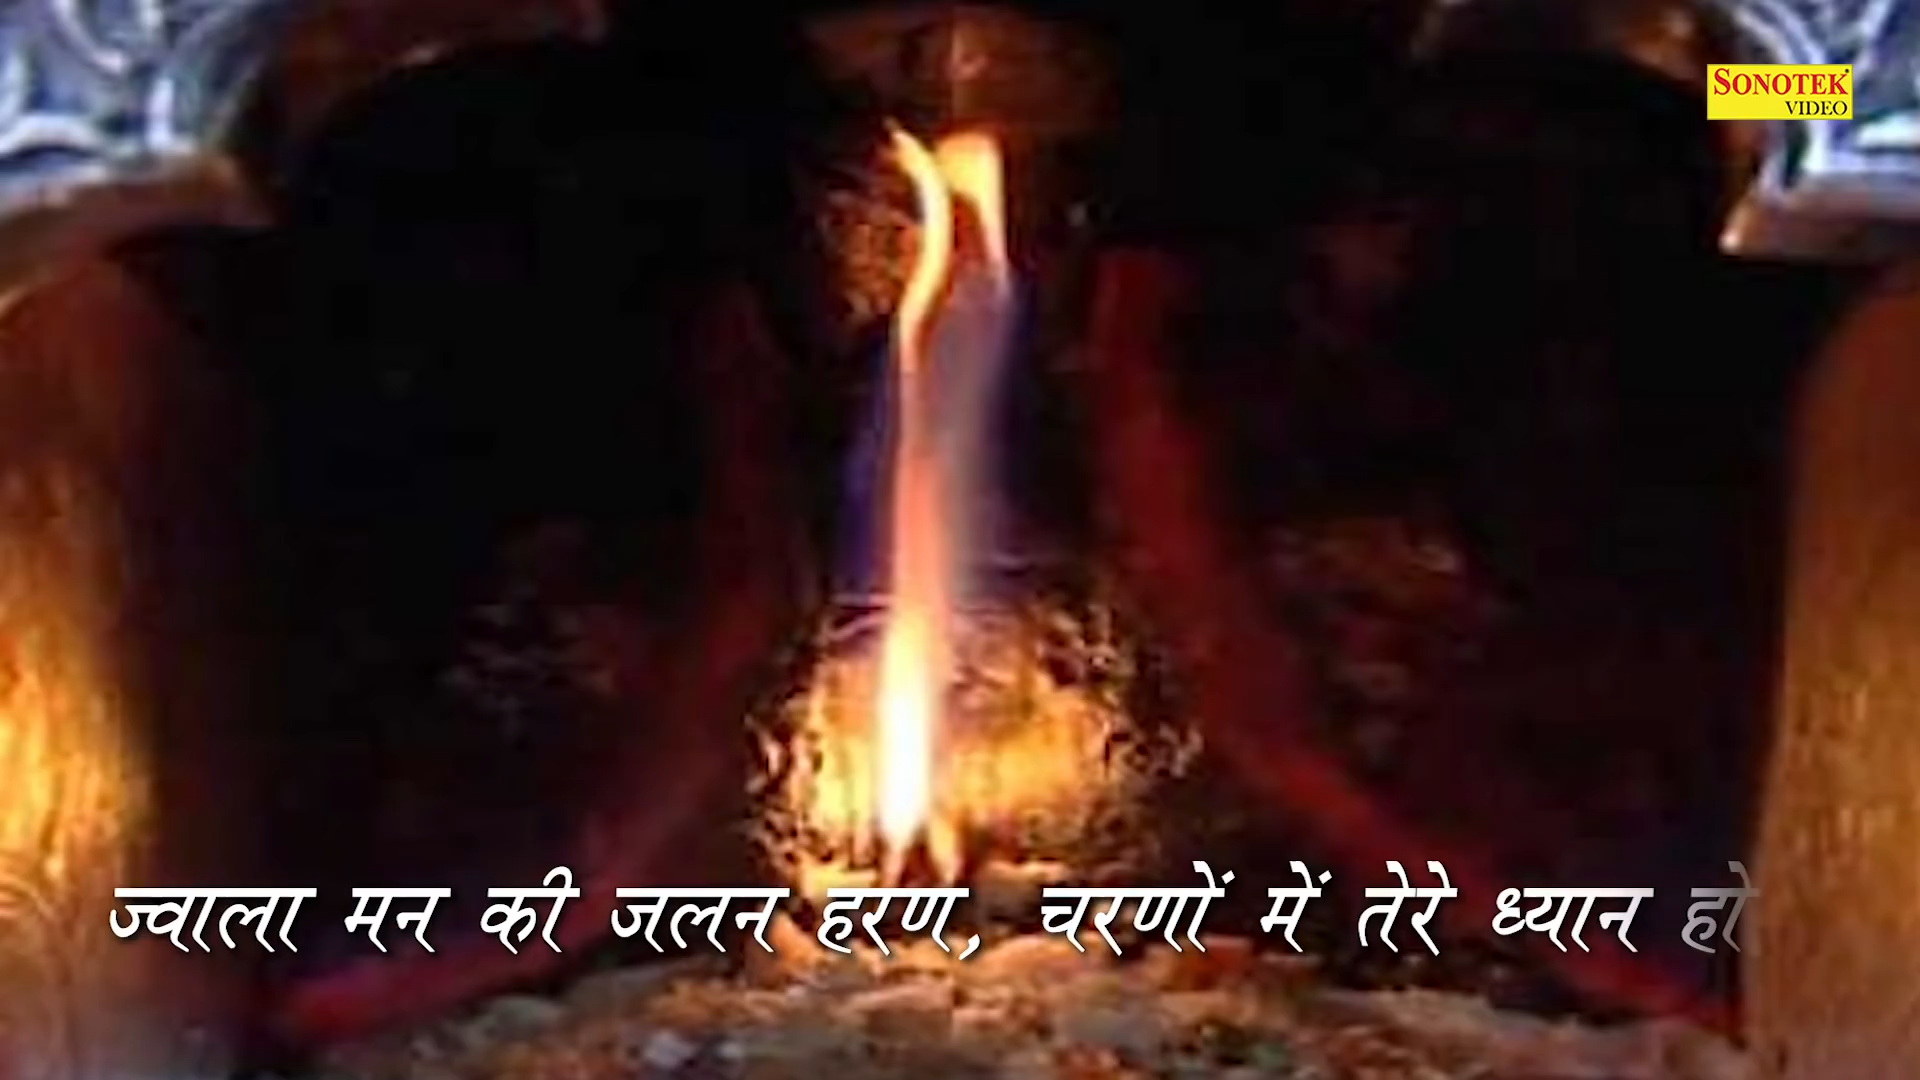 SONOTEK
VIDEO
ज्वाला मन की जलन हरण, चरणों में तेरे ध्यान हो